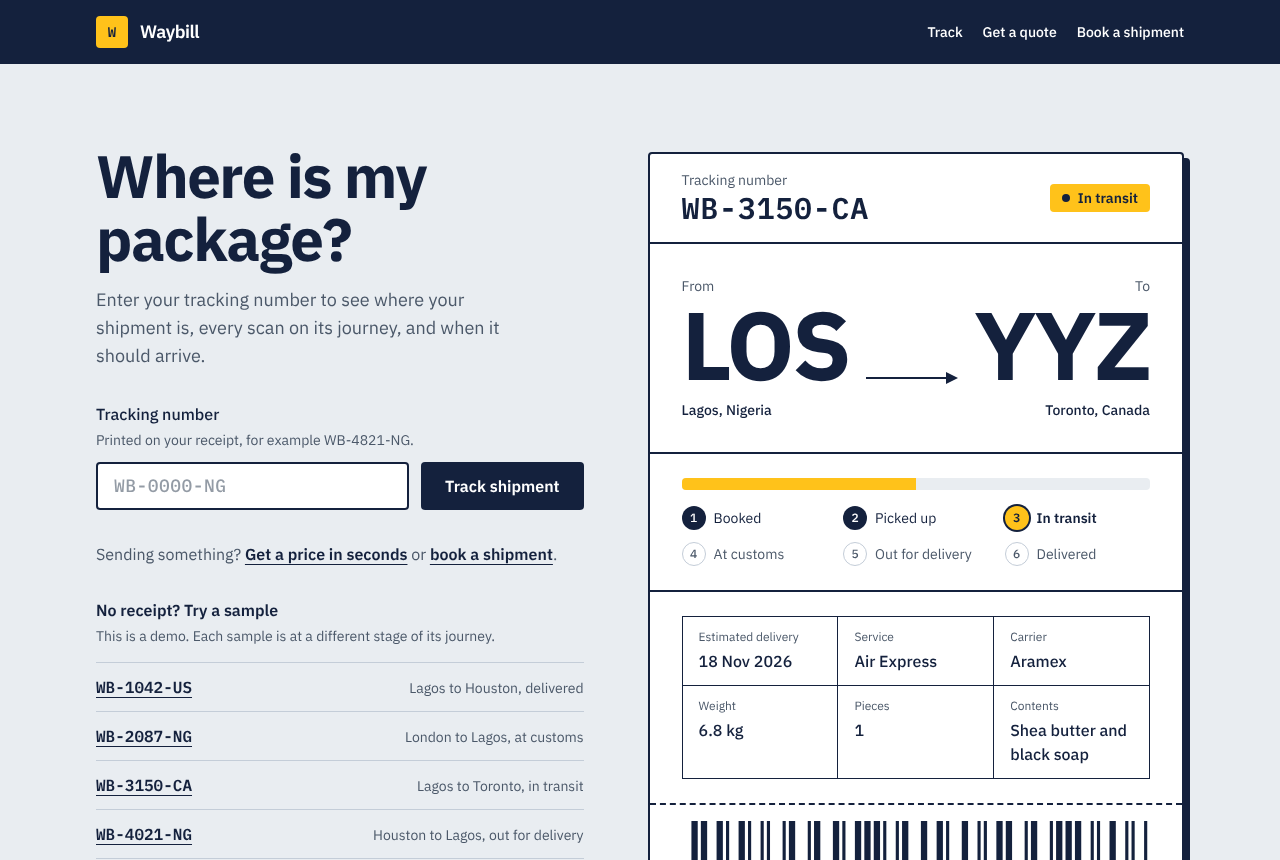 W Waybill
Track Get a quote Book a shipment
Where is my
package?
Enter your tracking number to see where your
shipment is, every scan on its journey, and when it
should arrive.
Tracking number
Printed on your receipt, for example WB-4821-NG.
WB-0000-NG
Track shipment
Sending something? Get a price in seconds or book a shipment.
No receipt? Try a sample
This is a demo. Each sample is at a different stage of its journey.
WB-1042-US Lagos to Houston, delivered
WB-2087-NG London to Lagos, at customs
WB-3150-CA Lagos to Toronto, in transit
WB-4021-NG Houston to Lagos, out for delivery
Tracking number
WB-3150-CA
In transit
From To
LOS YYZ
Lagos, Nigeria Toronto, Canada
1 Booked 2 Picked up 3 In transit
4 At customs 5 Out for delivery 6 Delivered
Estimated delivery Service Carrier
18 Nov 2026 Air Express Aramex
Weight Pieces Contents
6.8 kg 1 Shea butter and
black soap